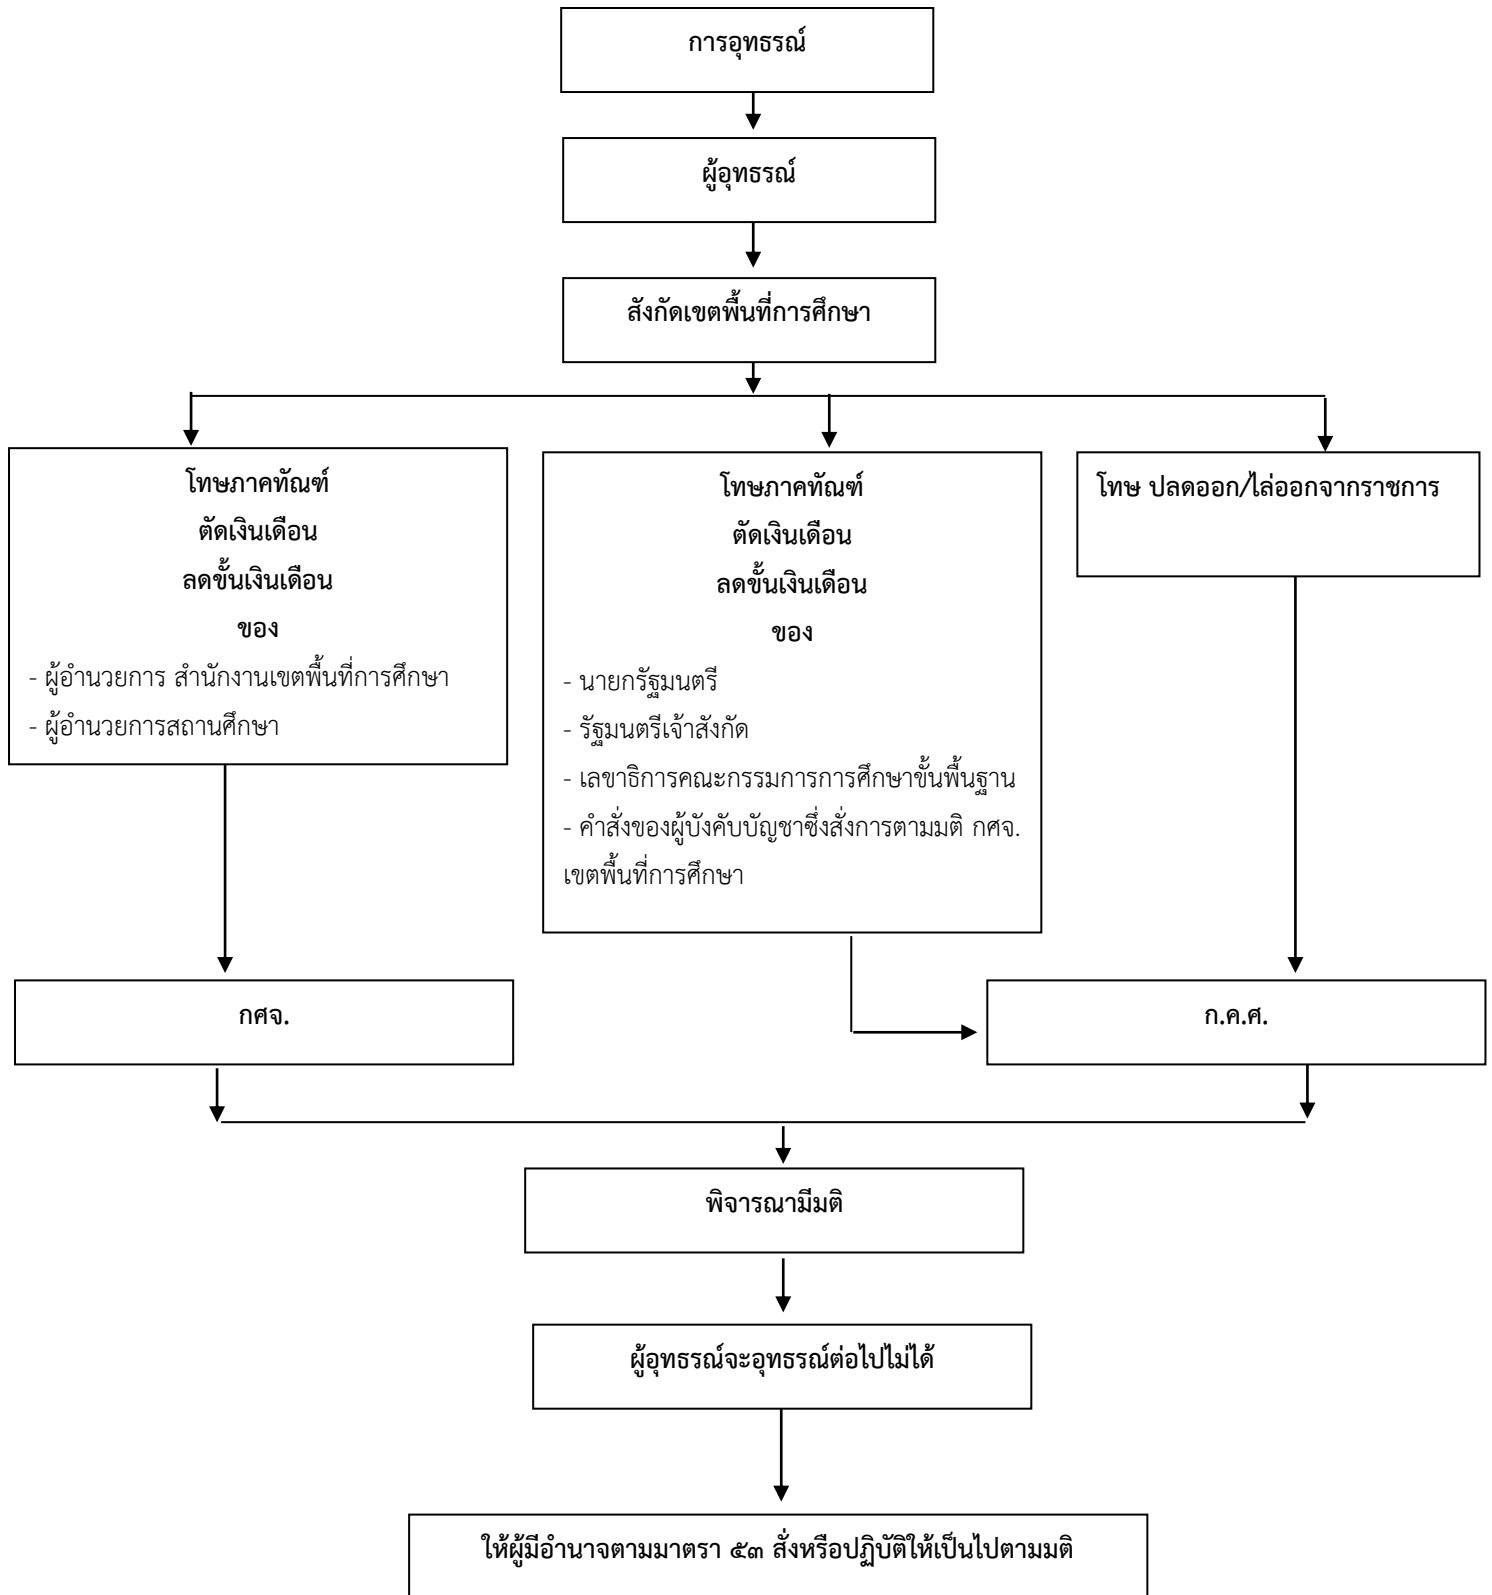 การอุทธรณ์
ผู้อุทธรณ์
สังกัดเขตพื้นที่การศึกษา
โทษภาคทัณฑ์
ตัดเงินเดือน
ลดขั้นเงินเดือน
ของ
- ผู้อำนวยการ สำนักงานเขตพื้นที่การศึกษา
- ผู้อำนวยการสถานศึกษา
โทษภาคทัณฑ์
ตัดเงินเดือน
ลดขั้นเงินเดือน
ของ
- นายกรัฐมนตรี
- รัฐมนตรีเจ้าสังกัด
- เลขาธิการคณะกรรมการการศึกษาขั้นพื้นฐาน
- คำสั่งของผู้บังคับบัญชาซึ่งสั่งการตามมติ กศจ.
เขตพื้นที่การศึกษา
โทษ ปลดออก/ไล่ออกจากราชการ
กศจ.
ก.ค.ศ.
พิจารณามีมติ
ผู้อุทธรณ์จะอุทธรณ์ต่อไปไม่ได้
ให้ผู้มีอำนาจตามมาตรา ๕๓ สั่งหรือปฏิบัติให้เป็นไปตามมติ